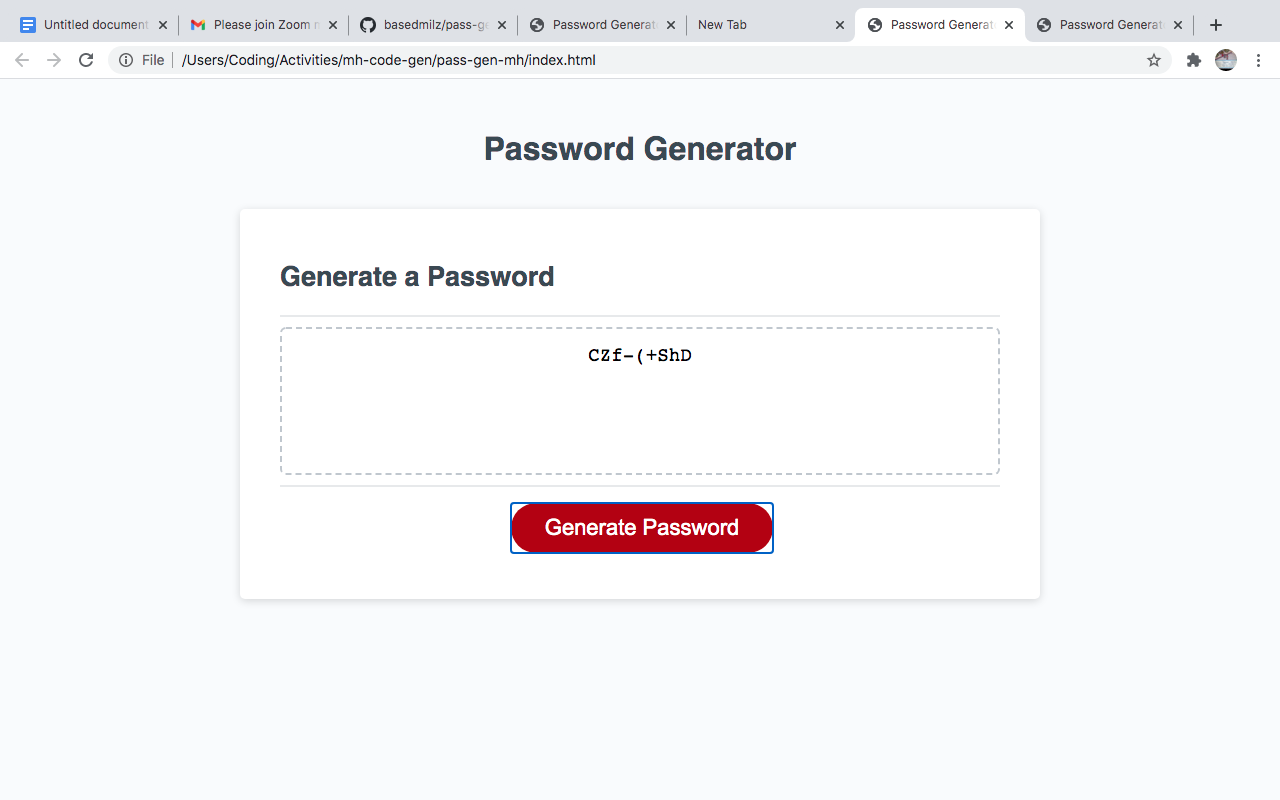 Untitled document
Please join Zoom m
basedmilz/pass-ge
Password Generat
New Tab
Password Generat
Password Generat
File
/Users/Coding/Activities/mh-code-gen/pass-gen-mh/index.html
Password Generator
Generate a Password
CZf-(+ShD
Generate Password